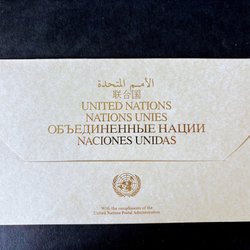 الأمم المتحدة
联合国
UNITED NATIONS
NATIONS UNIES
ОБЪЕДИНЕННЫЕ НАЦИИ
NACIONES UNIDAS
With the compliments of the
United Nations Postal Administration